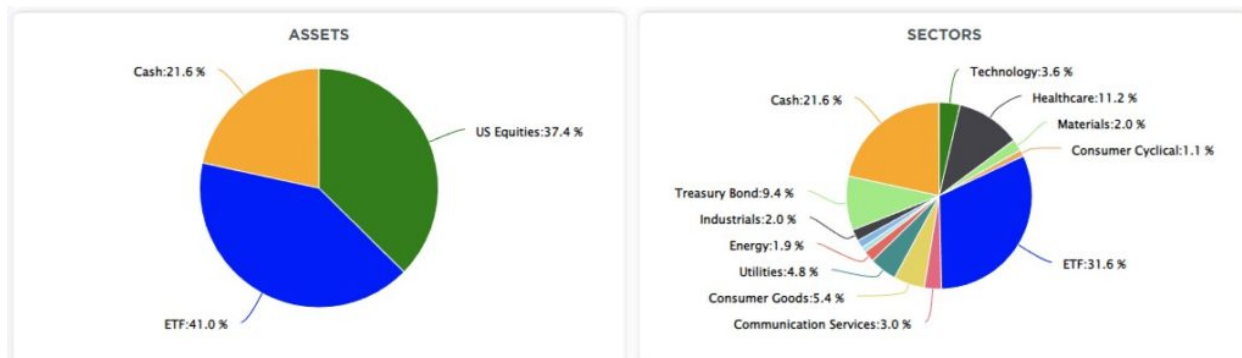 ASSETS
Cash:21.6 %
US Equities:37.4 %
ETF:41.0 %
SECTORS
Technology:3.6 %
Healthcare:11.2 %
Materials:2.0 %
Consumer Cyclical:1.1 %
ETF:31.6 %
Communication Services:3.0 %
Consumer Goods:5.4 %
Utilities:4.8 %
Energy:1.9 %
Industrials:2.0 %
Treasury Bond:9.4 %
Cash:21.6 %